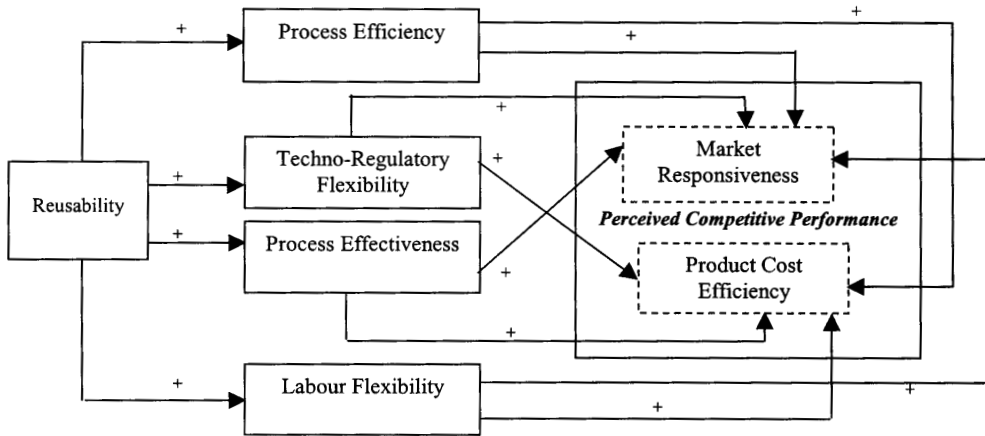 +
Process Efficiency
+
+
+
Techno-Regulatory
Flexibility
+
+
Market
Responsiveness
Reusability
+
Process Effectiveness
+
Perceived Competitive Performance
+
Product Cost
Efficiency
+
+
Labour Flexibility
+
+